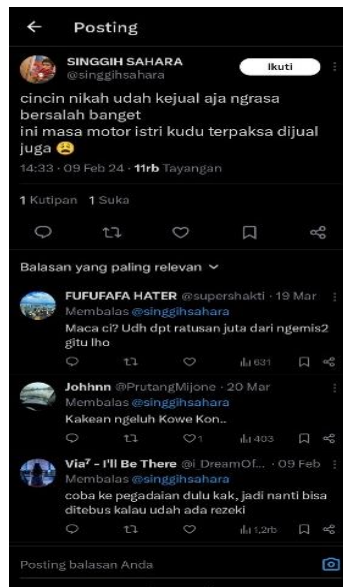 Posting
SINGGIH SAHARA
@singgihsahara
Ikuti
cincin nikah udah kejual aja ngrasa
bersalah banget
ini masa motor istri kudu terpaksa dijual
juga 😩
14:33 · 09 Feb 24 · 11rb Tayangan
1 Kutipan 1 Suka
Balasan yang paling relevan
FUFUFAFA HATER @supershakti · 19 Mar
Membalas @singgihsahara
Maca ci? Udh dpt ratusan juta dari ngemis2
gitu lho
631
Johhnn @PrutangMijone · 20 Mar
Membalas @singgihsahara
Kakean ngeluh Kowe Kon..
1 403
Via⁷ - I'll Be There @i_DreamOf... · 09 Feb
Membalas @singgihsahara
coba ke pegadaian dulu kak, jadi nanti bisa
ditebus kalau udah ada rezeki
1,2rb
Posting balasan Anda